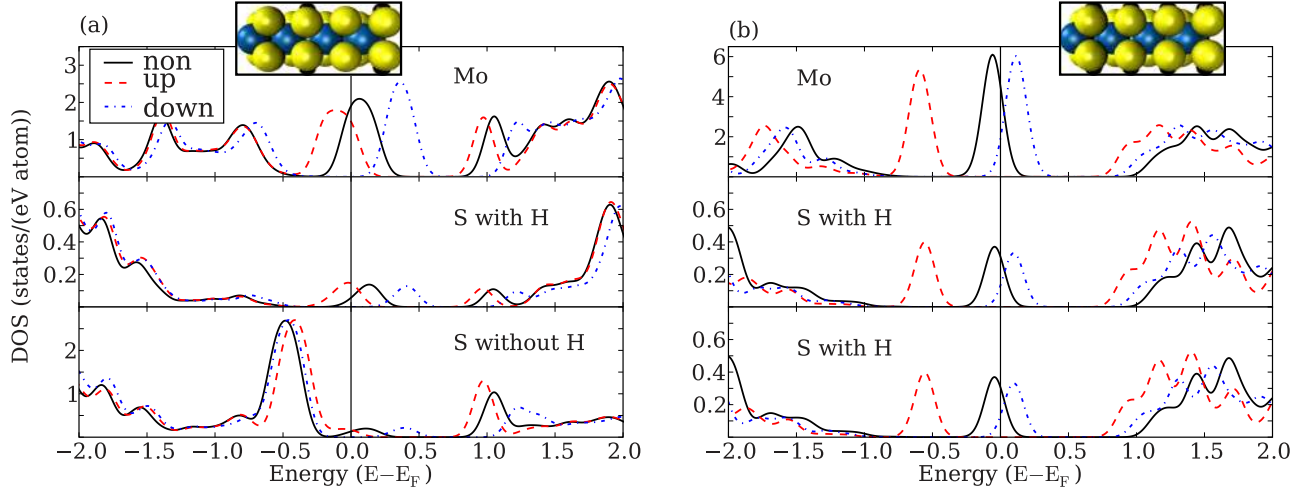 (a)
non
up
down
Mo
S with H
S without H
3
2
1
0.6
0.4
0.2
2
1
−2.0 −1.5 −1.0 −0.5 0.0 0.5 1.0 1.5 2.0
Energy (E−E_F)
DOS (states/(eV atom))
(b)
Mo
S with H
S with H
6
4
2
0.6
0.4
0.2
0.6
0.4
0.2
−2.0 −1.5 −1.0 −0.5 0.0 0.5 1.0 1.5 2.0
Energy (E−E_F)